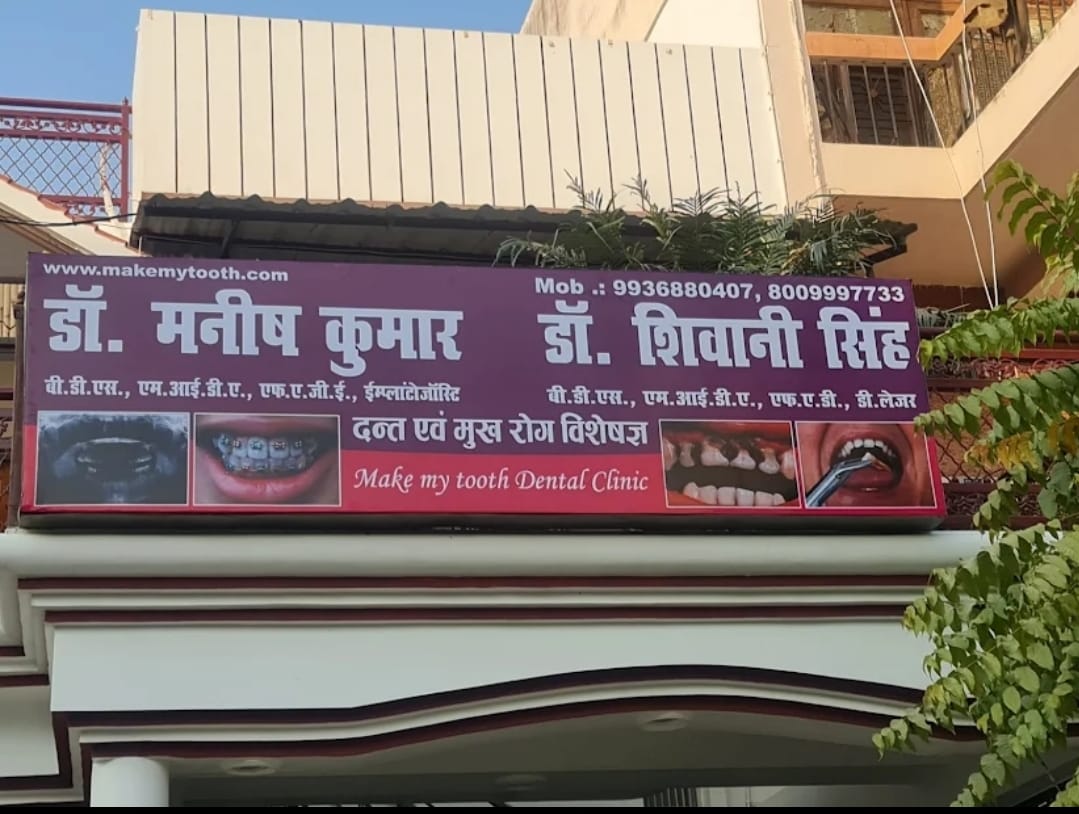 www.makemytooth.com
Mob .: 9936880407, 8009997733
डॉ. मनीष कुमार
डॉ. शिवानी सिंह
बी.डी.एस., एम.आई.डी.ए., एफ.ए.जी.ई., ईम्प्लांटोजॉस्टि
बी.डी.एस., एम.आई.डी.ए., एफ.ए.डी., डी.लेजर
दन्त एवं मुख रोग विशेषज्ञ
Make my tooth Dental Clinic